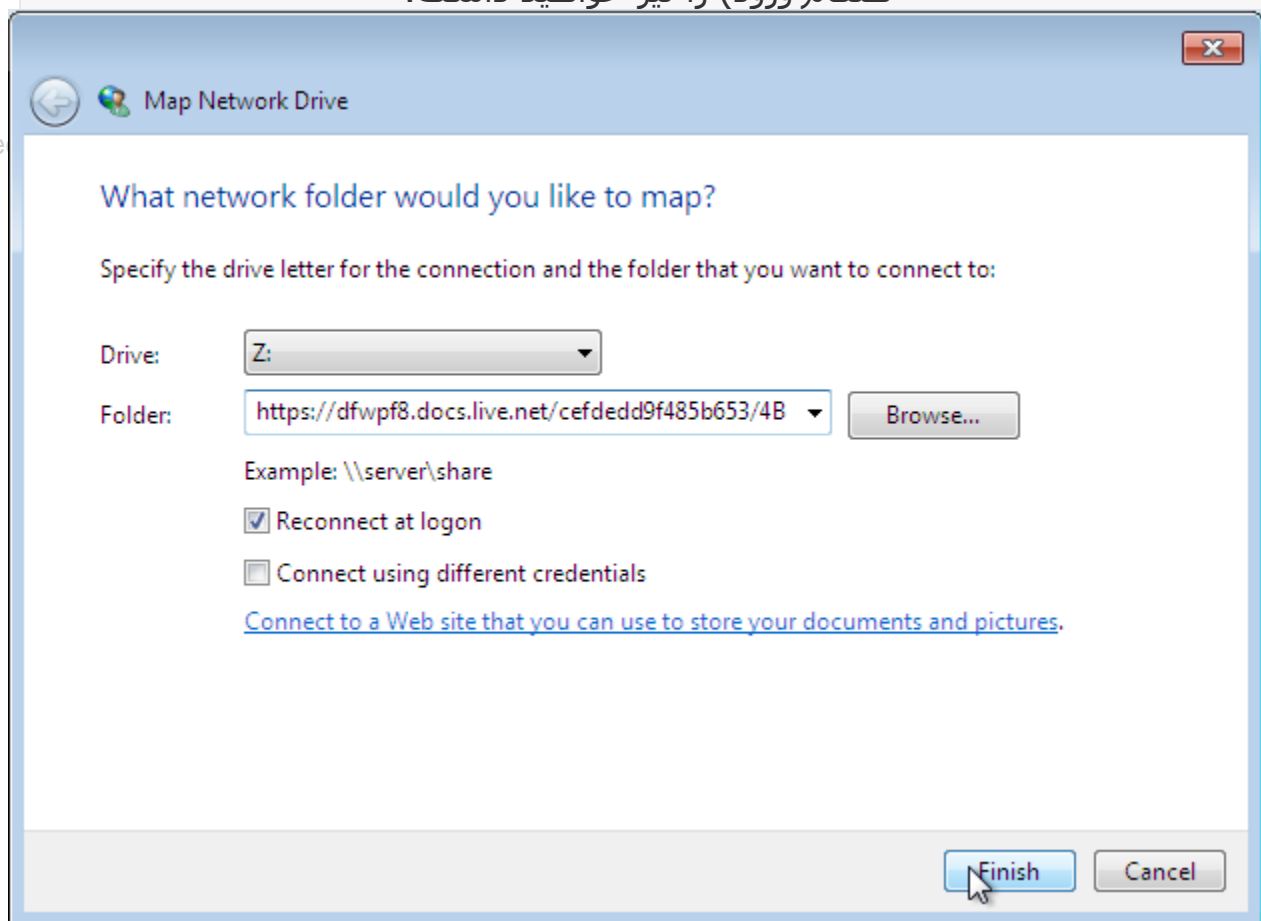 Map Network Drive
What network folder would you like to map?
Specify the drive letter for the connection and the folder that you want to connect to:
Drive: Z:
Folder: https://dfwpf8.docs.live.net/cefdedd9f485b653/4B Browse...
Example: \\server\share
Reconnect at logon
Connect using different credentials
Connect to a Web site that you can use to store your documents and pictures.
Finish Cancel